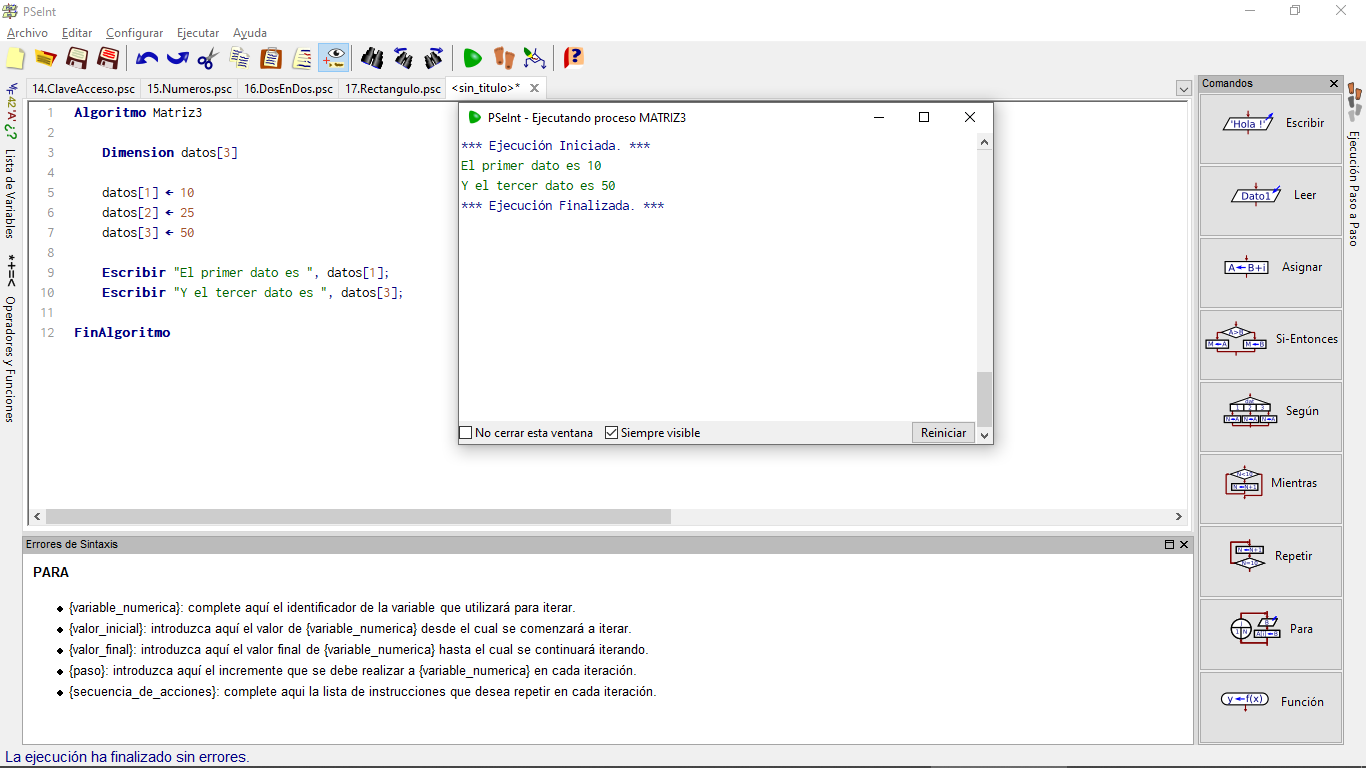 PSeInt
Archivo Editar Configurar Ejecutar Ayuda
14.ClaveAcceso.psc 15.Numeros.psc 16.DosEnDos.psc 17.Rectangulo.psc <sin_titulo>*
Lista de Variables
Operadores y Funciones
1 Algoritmo Matriz3
2
3 Dimension datos[3]
4
5 datos[1] ← 10
6 datos[2] ← 25
7 datos[3] ← 50
8
9 Escribir "El primer dato es ", datos[1];
10 Escribir "Y el tercer dato es ", datos[3];
11
12 FinAlgoritmo
PSeInt - Ejecutando proceso MATRIZ3
*** Ejecución Iniciada. ***
El primer dato es 10
Y el tercer dato es 50
*** Ejecución Finalizada. ***
No cerrar esta ventana Siempre visible Reiniciar
Errores de Sintaxis
PARA
{variable_numerica}: complete aquí el identificador de la variable que utilizará para iterar.
{valor_inicial}: introduzca aquí el valor de {variable_numerica} desde el cual se comenzará a iterar.
{valor_final}: introduzca aquí el valor final de {variable_numerica} hasta el cual se continuará iterando.
{paso}: introduzca aquí el incremente que se debe realizar a {variable_numerica} en cada iteración.
{secuencia_de_acciones}: complete aqui la lista de instrucciones que desea repetir en cada iteración.
La ejecución ha finalizado sin errores.
Comandos
'Hola !' Escribir
Dato1 Leer
A←B+i Asignar
A>B M←A M←B Si-Entonces
Según
Mientras
Repetir
Para
y←f(x) Función
Ejecución Paso a Paso